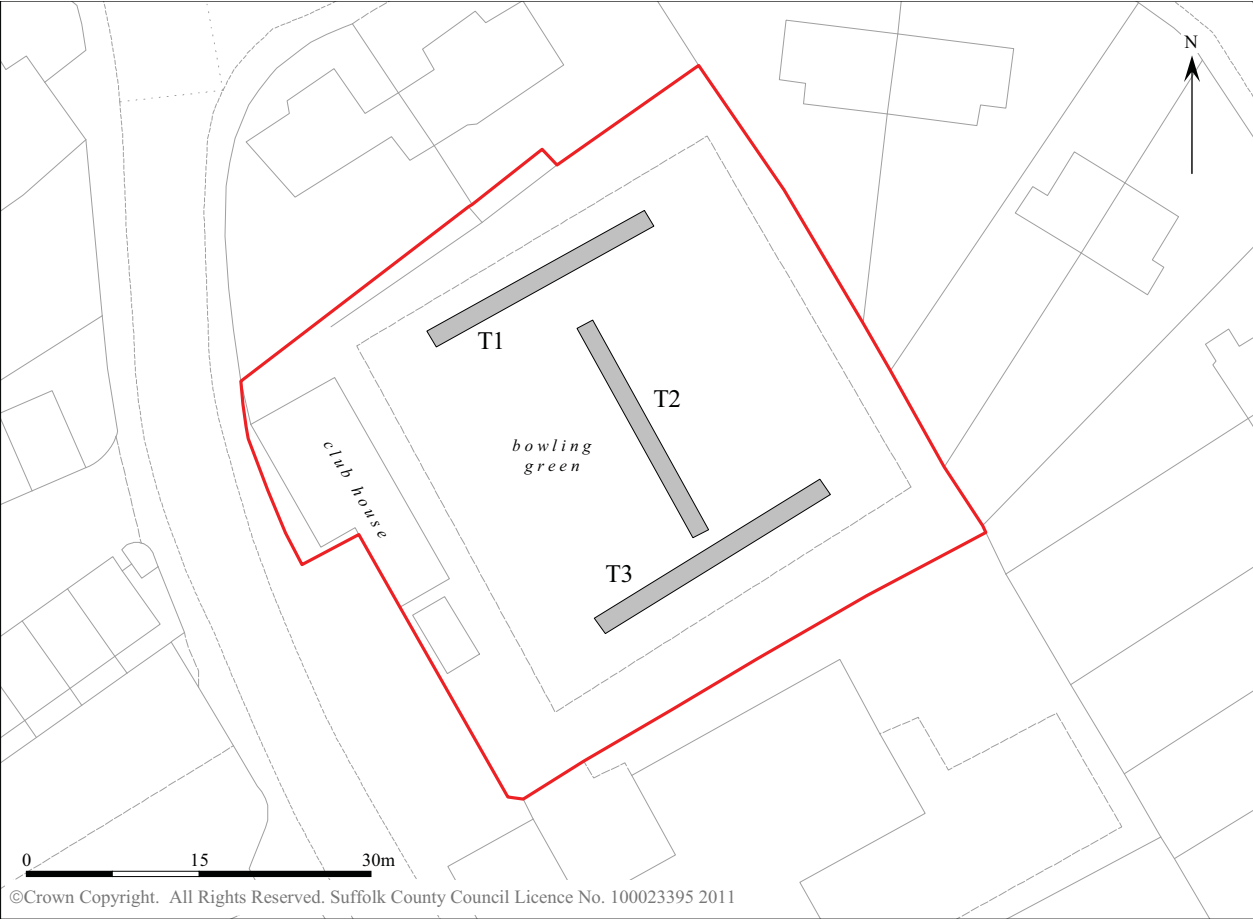 N
T1
T2
bowling
green
club house
T3
0 15 30m
©Crown Copyright. All Rights Reserved. Suffolk County Council Licence No. 100023395 2011